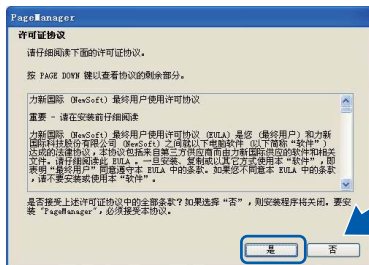 PageManager
许可证协议
请仔细阅读下面的许可证协议。
按 PAGE DOWN 键以查看协议的剩余部分。
力新国际 (NewSoft) 最终用户使用许可协议
重要 - 请在安装前仔细阅读
力新国际 (NewSoft) 最终用户使用许可协议 (EULA) 是您 (最终用户) 和力新
国际科技股份有限公司 (NewSoft) 之间就以下电脑软件 (以下简称“软件”)
达成的法律协议，本协议包括来自第三方供应商而由力新国际供应的软件和相关
文件。请仔细阅读此 EULA 。一旦安装、复制或以其它方式使用本“软件”，即
表明“最终用户”同意遵守本 EULA 中的条款。如果您不同意本 EULA 中的条款
，请不要安装或使用本“软件”。
是否接受上述许可证协议中的全部条款？如果选择“否”，则安装程序将关闭。要安
装“PageManager”，必须接受本协议。
是
否